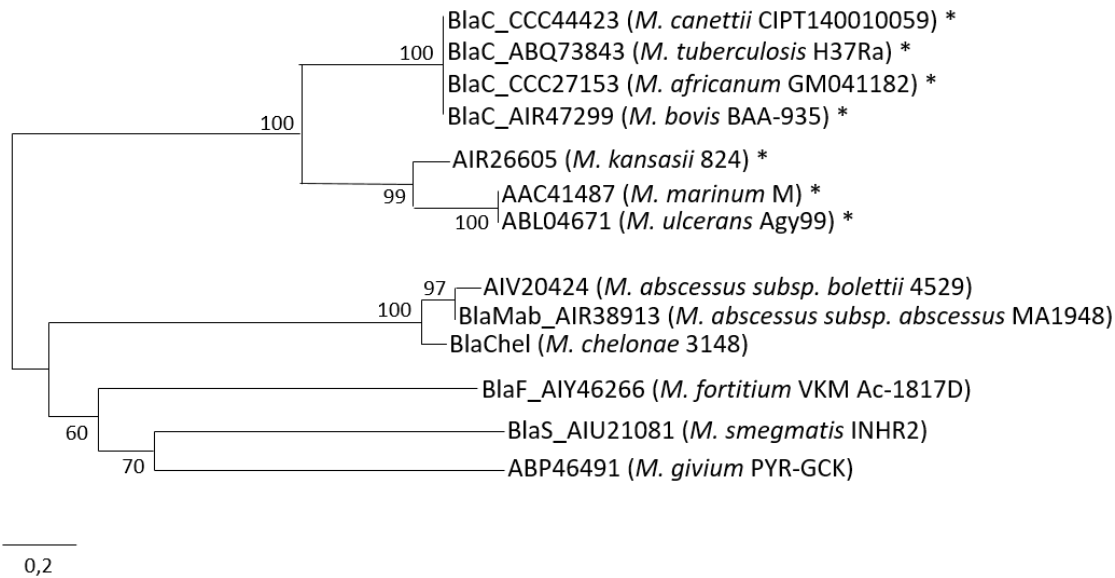 BlaC_CCC44423 (M. canettii CIPT140010059) *
100
BlaC_ABQ73843 (M. tuberculosis H37Ra) *
BlaC_CCC27153 (M. africanum GM041182) *
BlaC_AIR47299 (M. bovis BAA-935) *
100
AIR26605 (M. kansasii 824) *
99
AAC41487 (M. marinum M) *
100
ABL04671 (M. ulcerans Agy99) *
97
AIV20424 (M. abscessus subsp. bolettii 4529)
100
BlaMab_AIR38913 (M. abscessus subsp. abscessus MA1948)
BlaChel (M. chelonae 3148)
BlaF_AIY46266 (M. fortitium VKM Ac-1817D)
60
BlaS_AIU21081 (M. smegmatis INHR2)
70
ABP46491 (M. givium PYR-GCK)
0,2